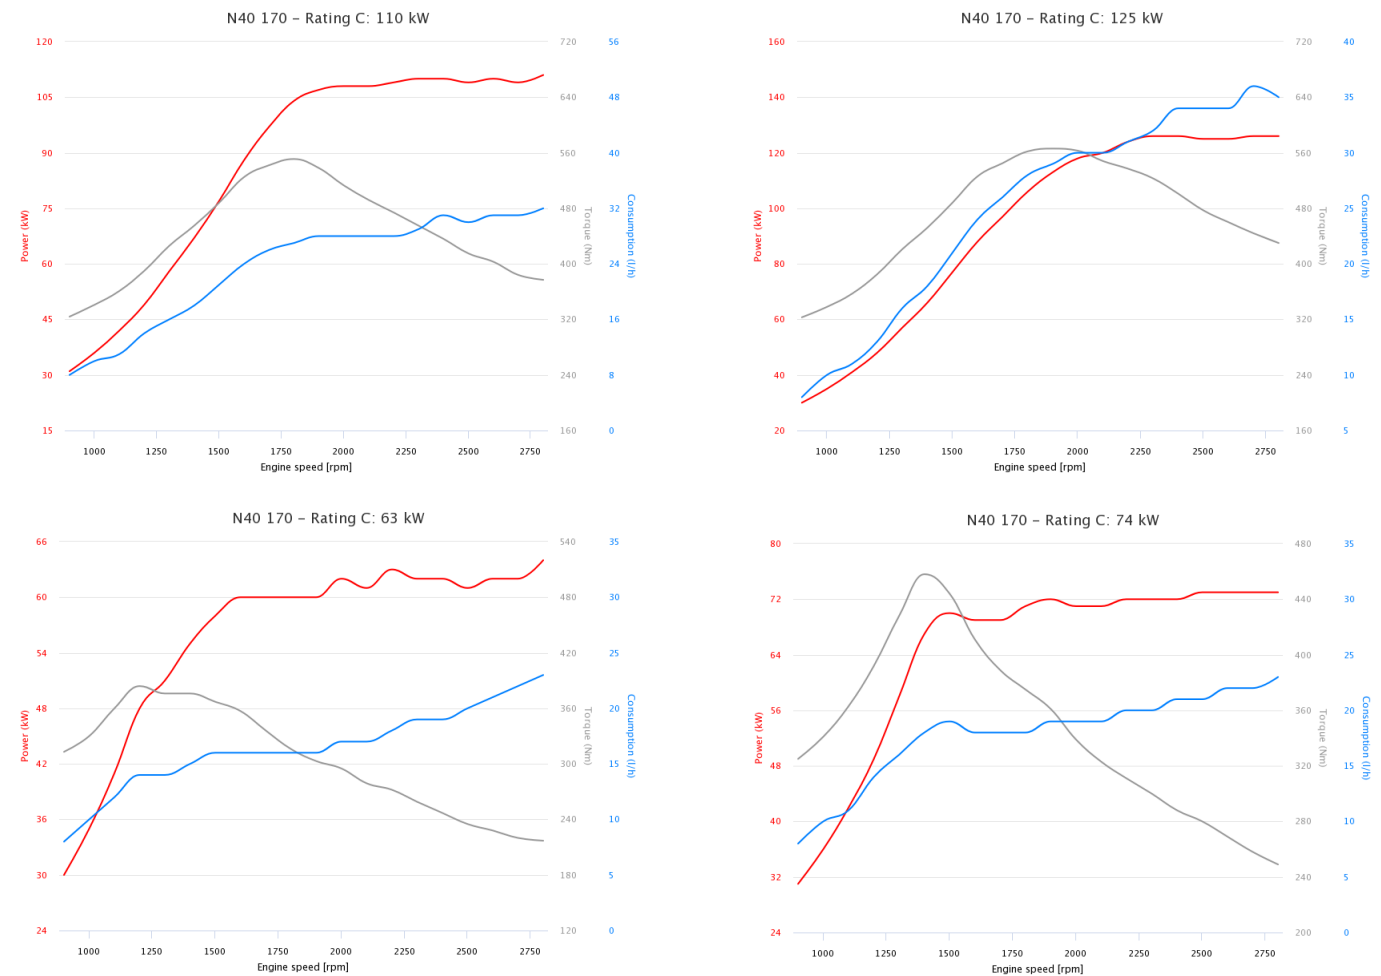 N40 170 – Rating C: 110 kW
120 720 56
105 640 48
90 560 40
75 480 32
60 400 24
45 320 16
30 240 8
15 160 0
Power (kW)
Torque (Nm)
Consumption (l/h)
1000 1250 1500 1750 2000 2250 2500 2750
Engine speed [rpm]
N40 170 – Rating C: 125 kW
160 720 40
140 640 35
120 560 30
100 480 25
80 400 20
60 320 15
40 240 10
20 160 5
Power (kW)
Torque (Nm)
Consumption (l/h)
1000 1250 1500 1750 2000 2250 2500 2750
Engine speed [rpm]
N40 170 – Rating C: 63 kW
66 540 35
60 480 30
54 420 25
48 360 20
42 300 15
36 240 10
30 180 5
24 120 0
Power (kW)
Torque (Nm)
Consumption (l/h)
1000 1250 1500 1750 2000 2250 2500 2750
Engine speed [rpm]
N40 170 – Rating C: 74 kW
80 480 35
72 440 30
64 400 25
56 360 20
48 320 15
40 280 10
32 240 5
24 200 0
Power (kW)
Torque (Nm)
Consumption (l/h)
1000 1250 1500 1750 2000 2250 2500 2750
Engine speed [rpm]